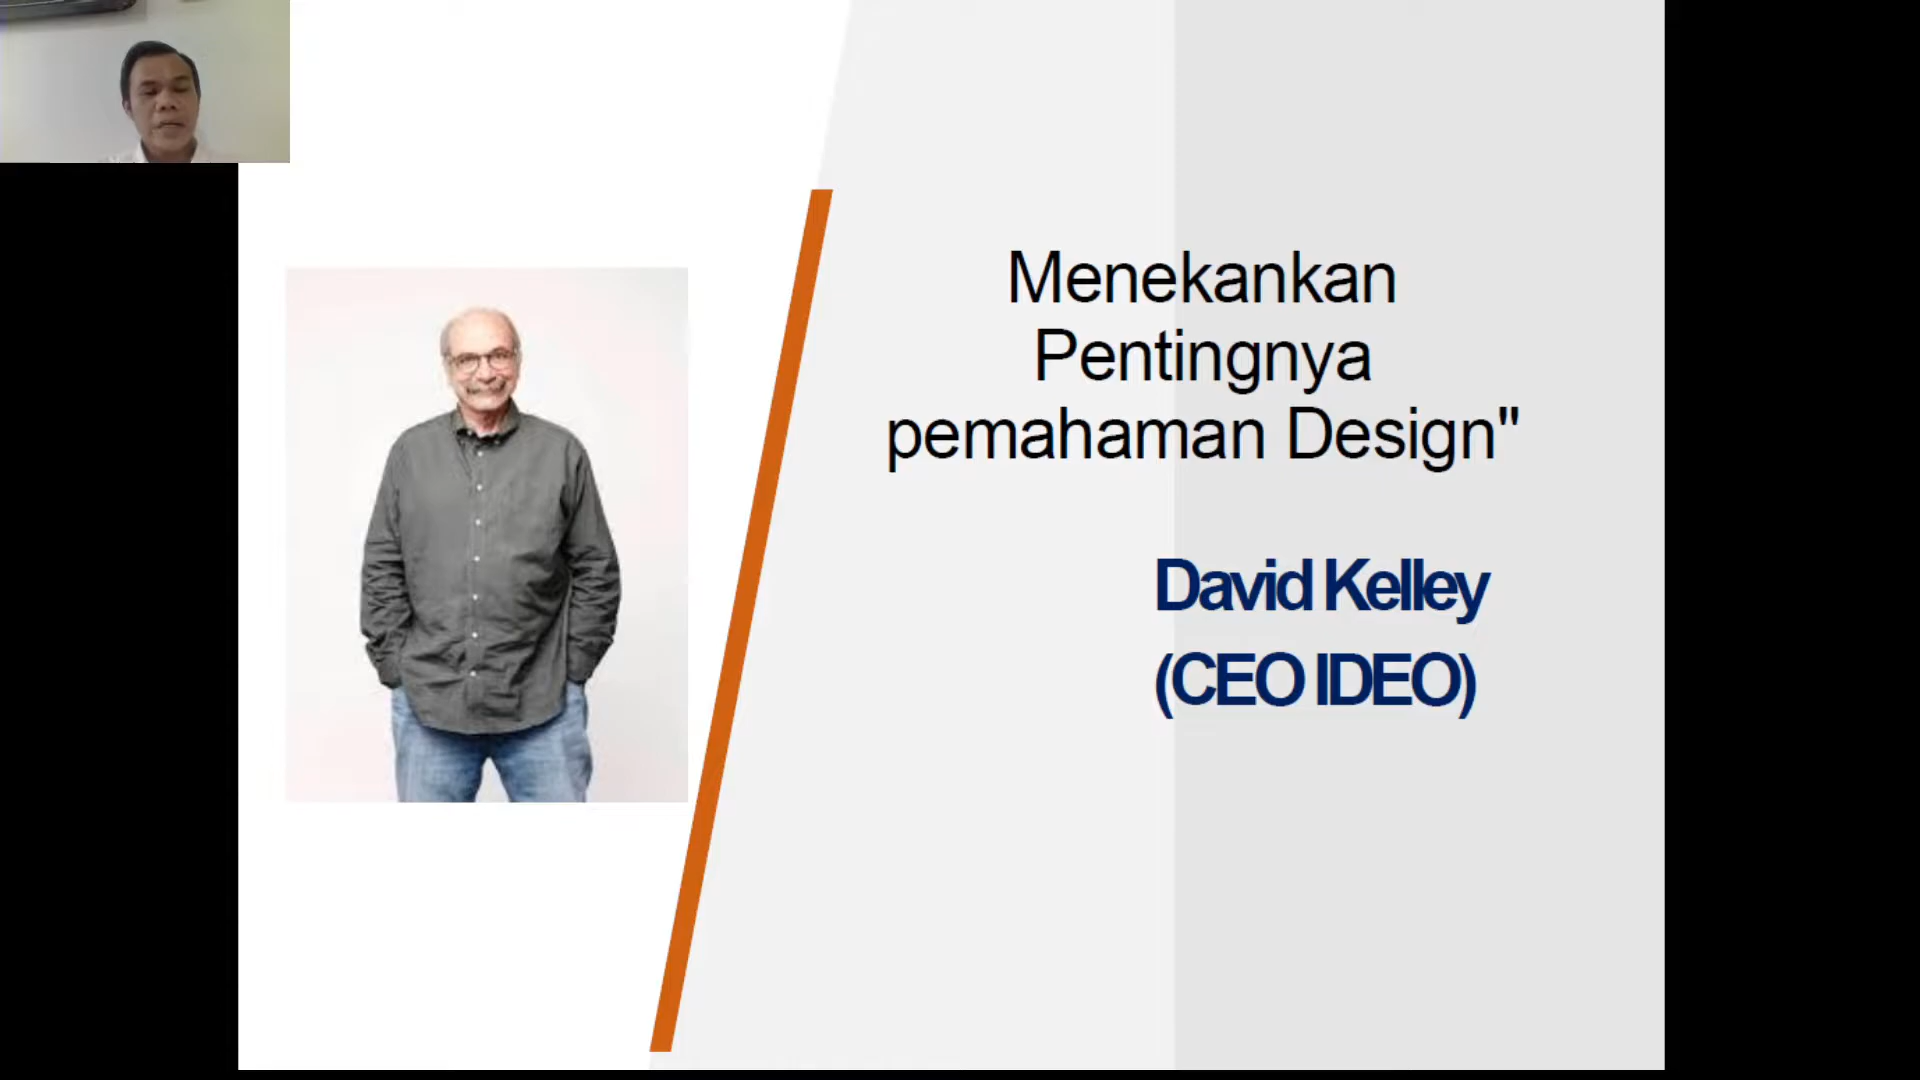 Menekankan
Pentingnya
pemahaman Design"
David Kelley
(CEO IDEO)